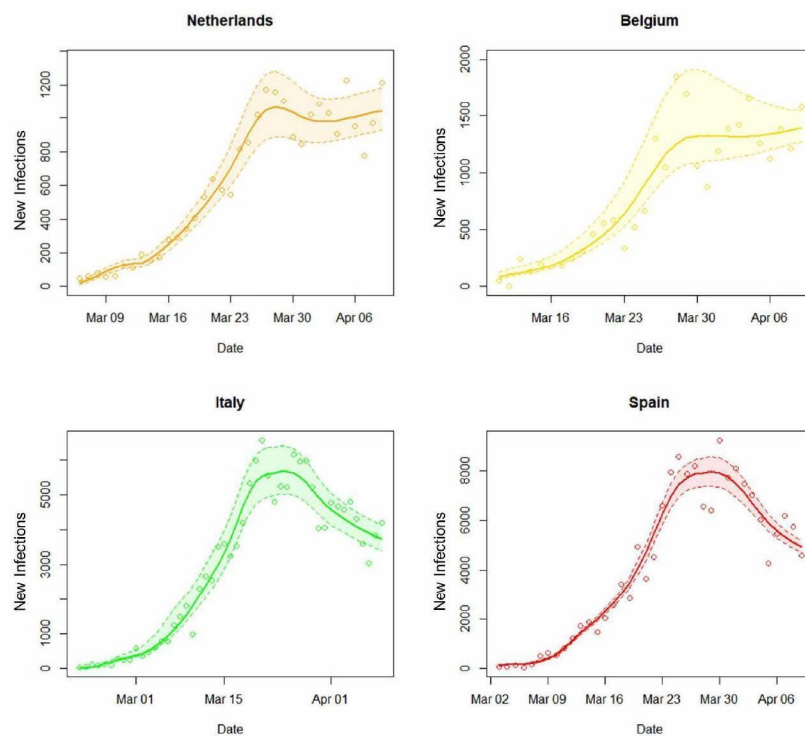 Netherlands
New Infections
0 200 400 600 800 1200
Mar 09 Mar 16 Mar 23 Mar 30 Apr 06
Date
Belgium
New Infections
0 500 1000 1500 2000
Mar 16 Mar 23 Mar 30 Apr 06
Date
Italy
New Infections
0 1000 3000 5000
Mar 01 Mar 15 Apr 01
Date
Spain
New Infections
0 2000 4000 6000 8000
Mar 02 Mar 09 Mar 16 Mar 23 Mar 30 Apr 06
Date